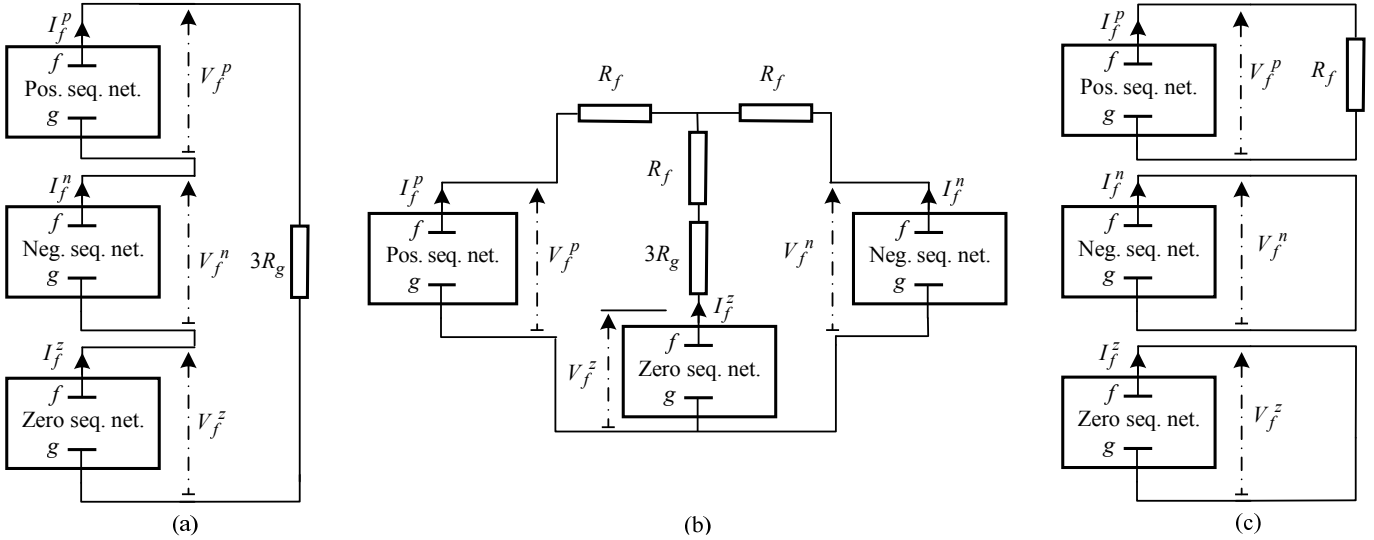 I_f^p
f
Pos. seq. net.
g
V_f^p
I_f^n
f
Neg. seq. net.
g
V_f^n
3R_g
I_f^z
f
Zero seq. net.
g
V_f^z
(a)
R_f
R_f
R_f
3R_g
I_f^p
f
Pos. seq. net.
g
V_f^p
I_f^z
f
Zero seq. net.
V_f^z
V_f^n
I_f^n
f
Neg. seq. net.
g
(b)
I_f^p
f
Pos. seq. net.
g
V_f^p
R_f
I_f^n
f
Neg. seq. net.
g
V_f^n
I_f^z
f
Zero seq. net.
g
V_f^z
(c)